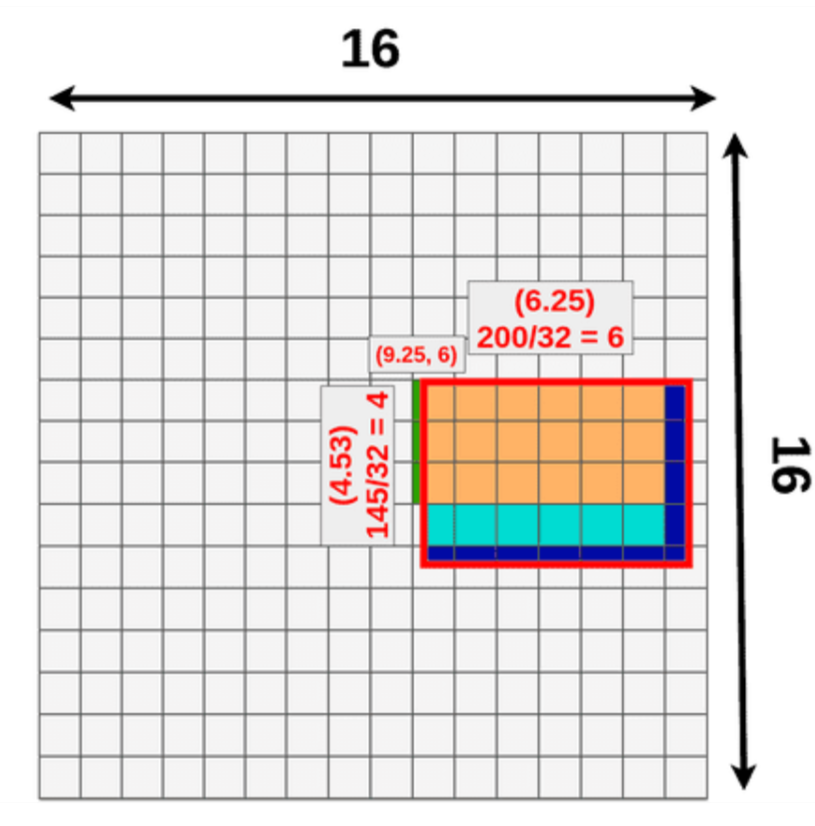 16
(6.25)
200/32 = 6
(9.25, 6)
(4.53)
145/32 = 4
16